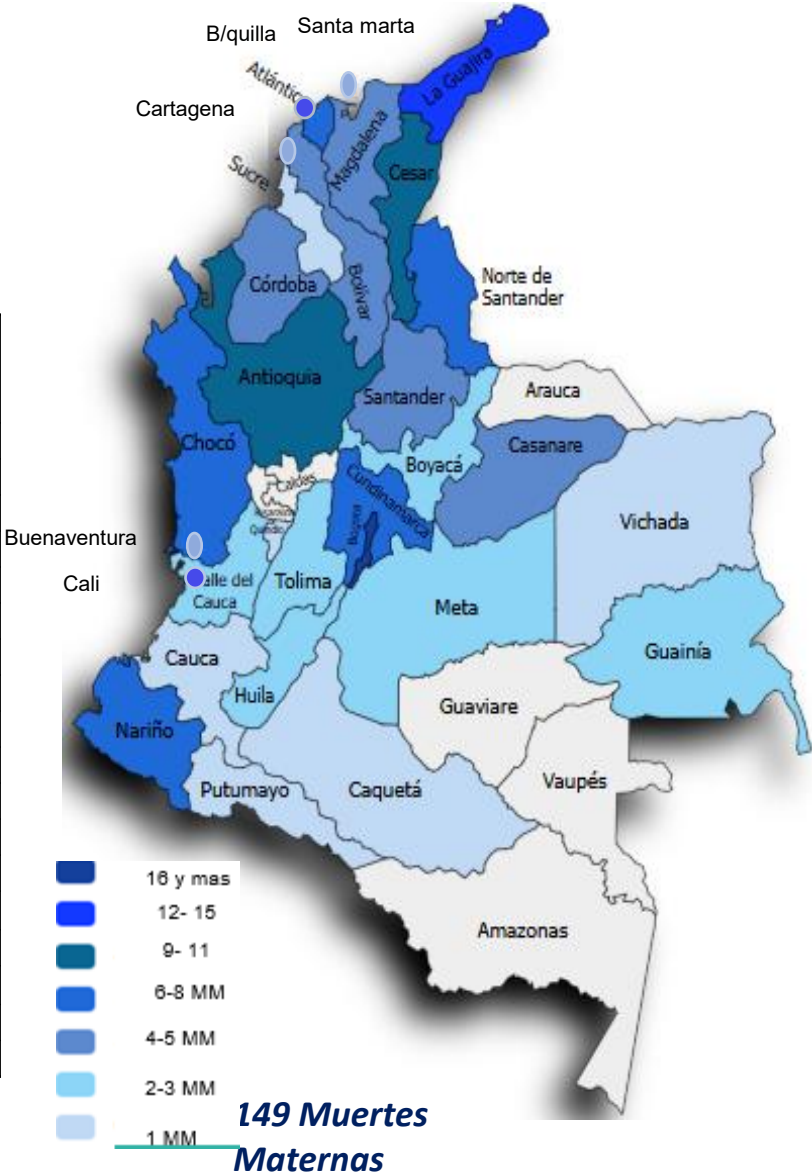 Santa marta
B/quilla
Atlántico
La Guajira
Cartagena
Magdalena
Sucre
Cesar
Norte de
Santander
Córdoba
Bolívar
Antioquia
Santander
Arauca
Chocó
Boyacá
Casanare
Caldas
Cundinamarca
Vichada
Buenaventura
Bogota
Quindío
Cali
alle del
Cauca
Tolima
Meta
Guainía
Cauca
Huila
Guaviare
Nariño
Putumayo
Caquetá
Vaupés
Amazonas
16 y mas
12- 15
9- 11
6-8 MM
4-5 MM
2-3 MM
1 MM
149 Muertes
Maternas